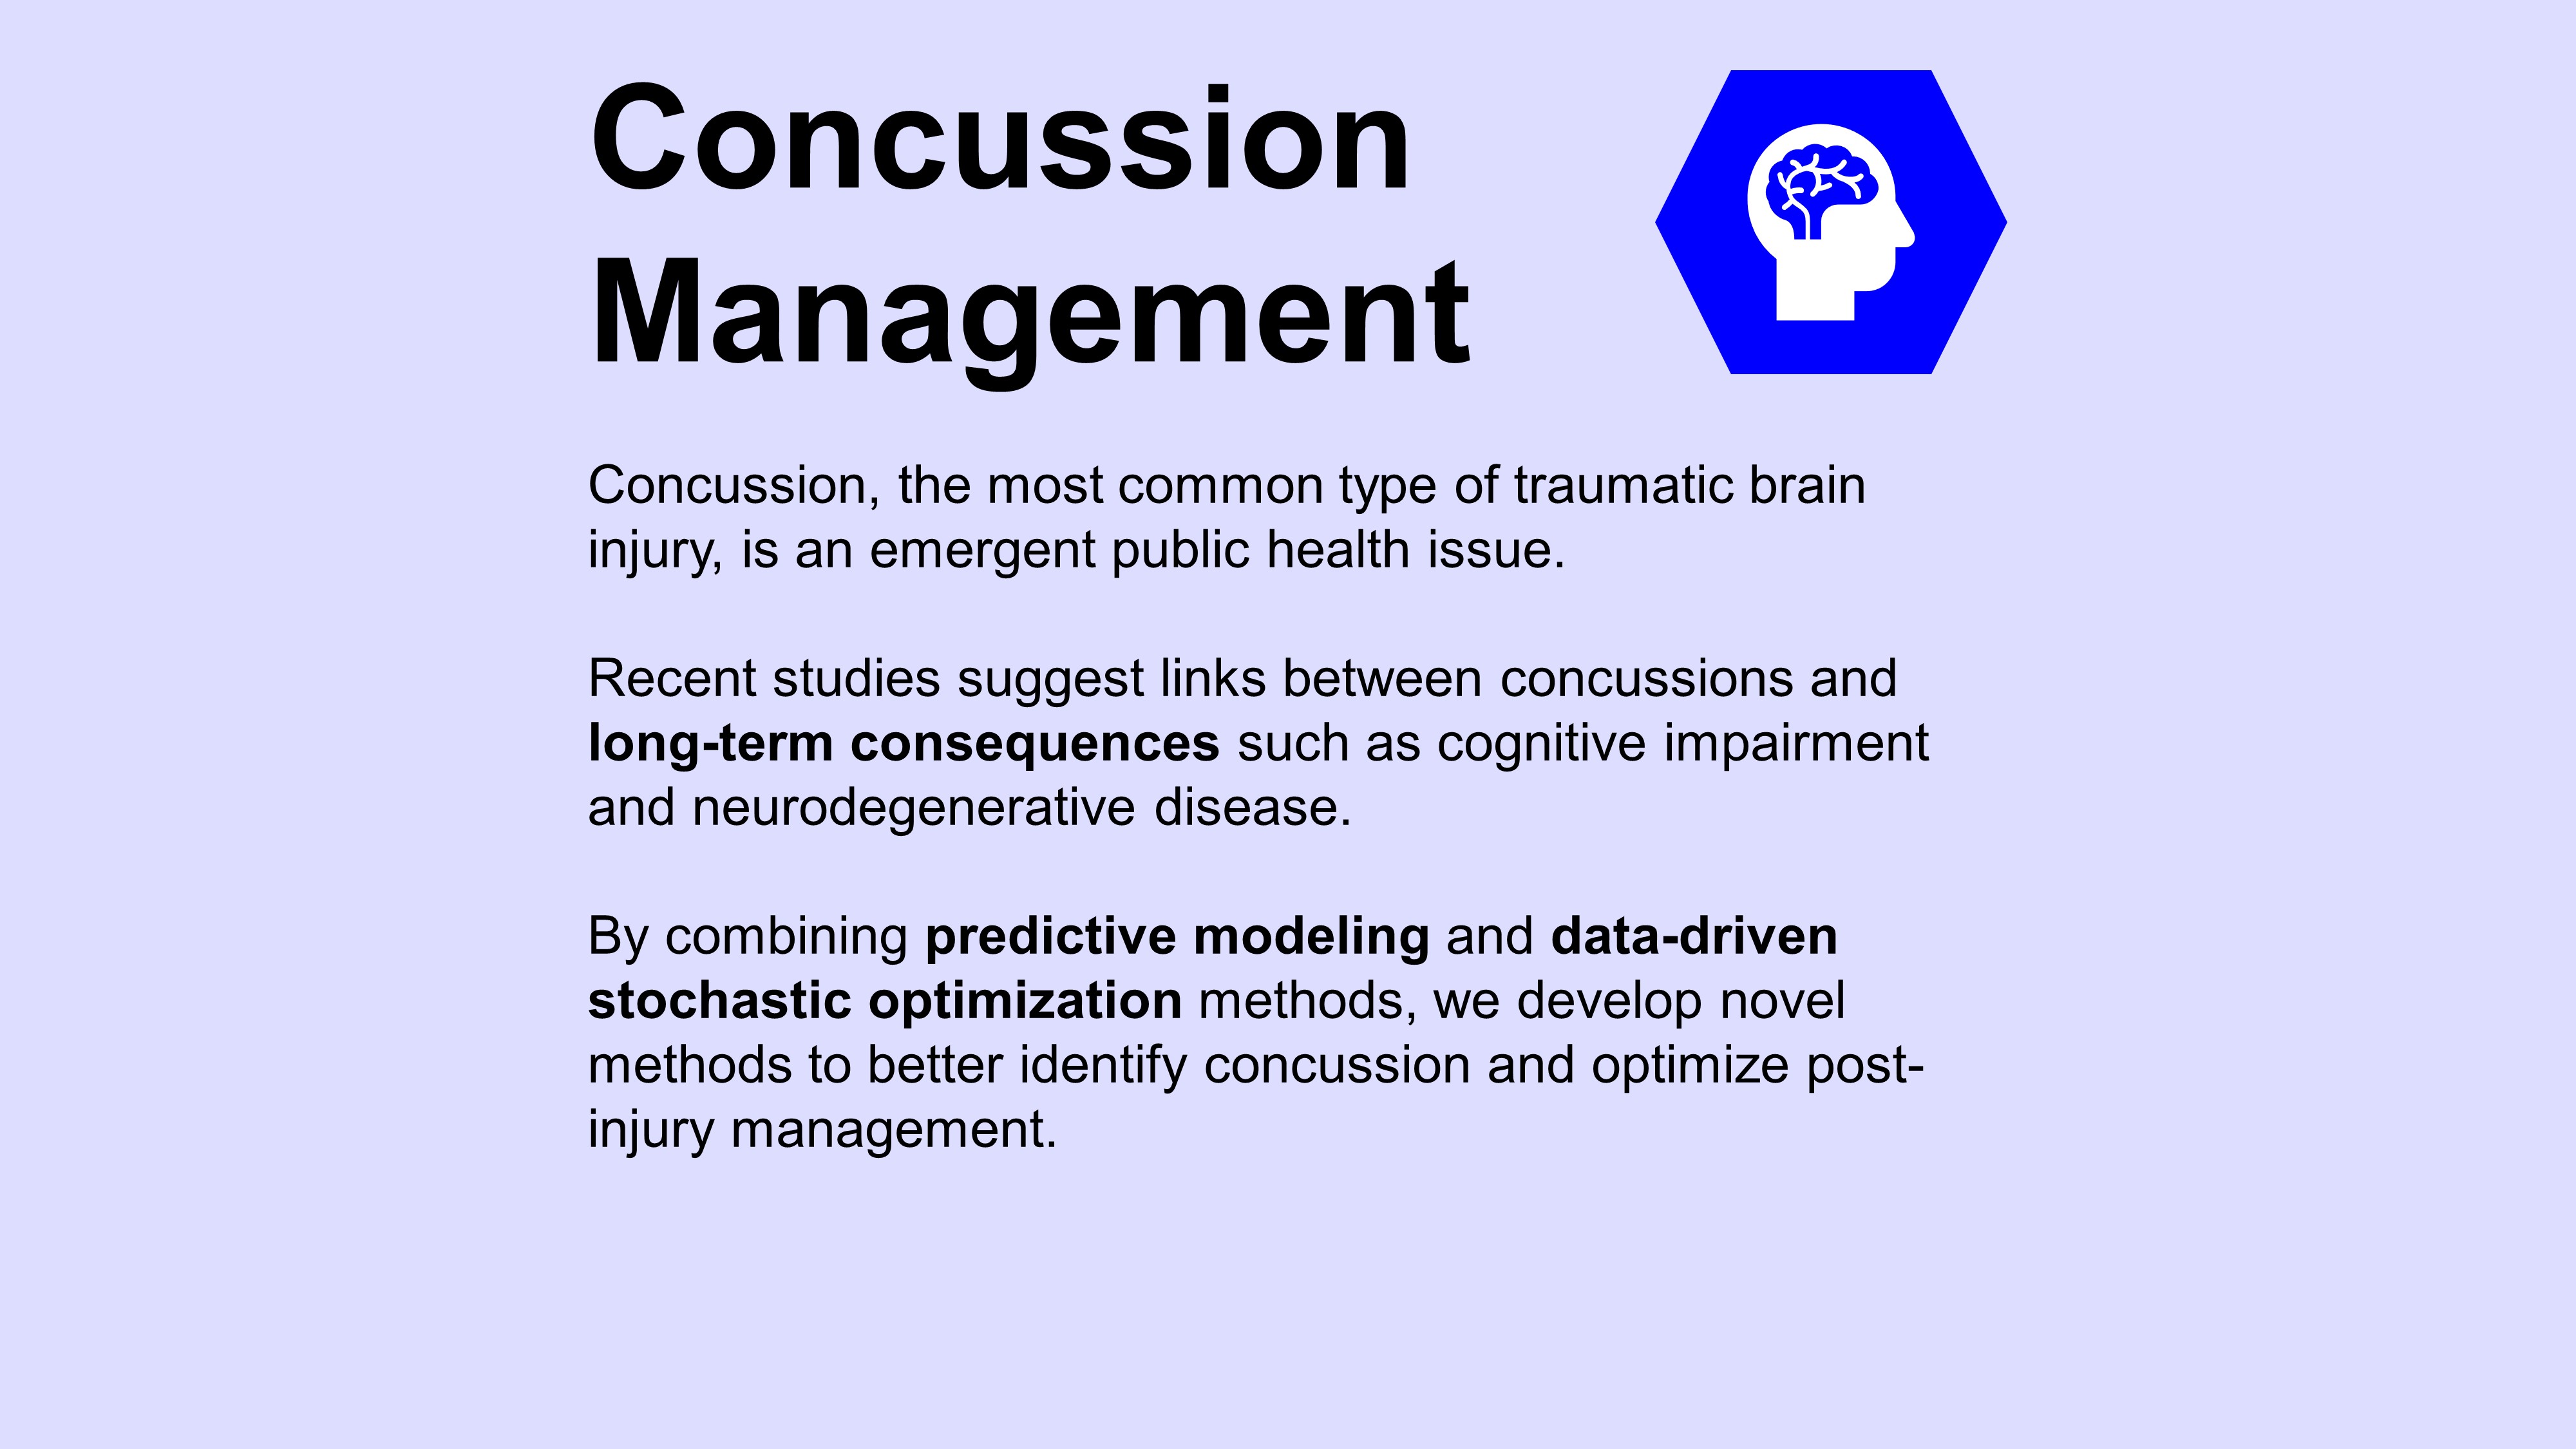 Concussion
Management
Concussion, the most common type of traumatic brain
injury, is an emergent public health issue.
Recent studies suggest links between concussions and
long-term consequences such as cognitive impairment
and neurodegenerative disease.
By combining predictive modeling and data-driven
stochastic optimization methods, we develop novel
methods to better identify concussion and optimize post-
injury management.